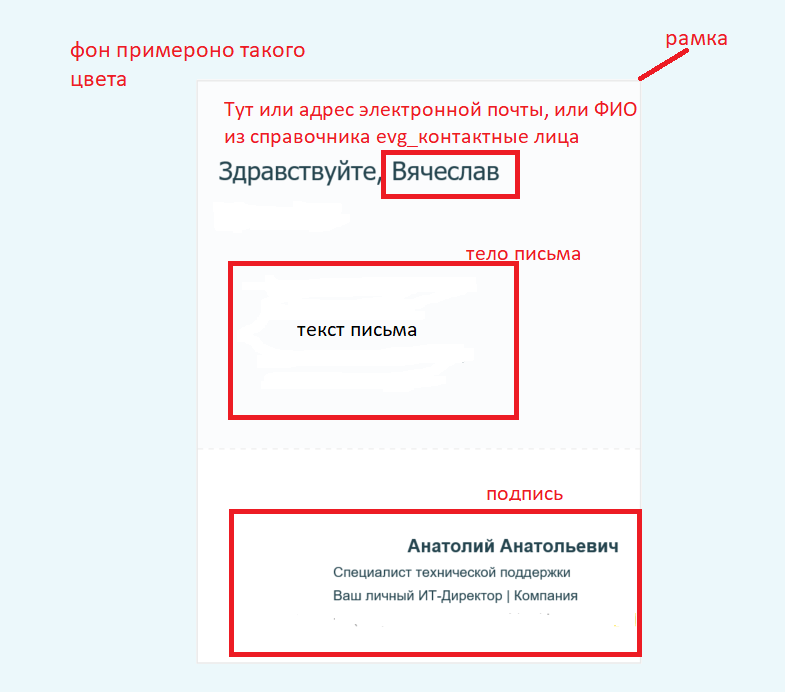 фон примероно такого
цвета
рамка
Тут или адрес электронной почты, или ФИО
из справочника evg_контактные лица
Здравствуйте, Вячеслав
тело письма
текст письма
подпись
Анатолий Анатольевич
Специалист технической поддержки
Ваш личный ИТ-Директор | Компания